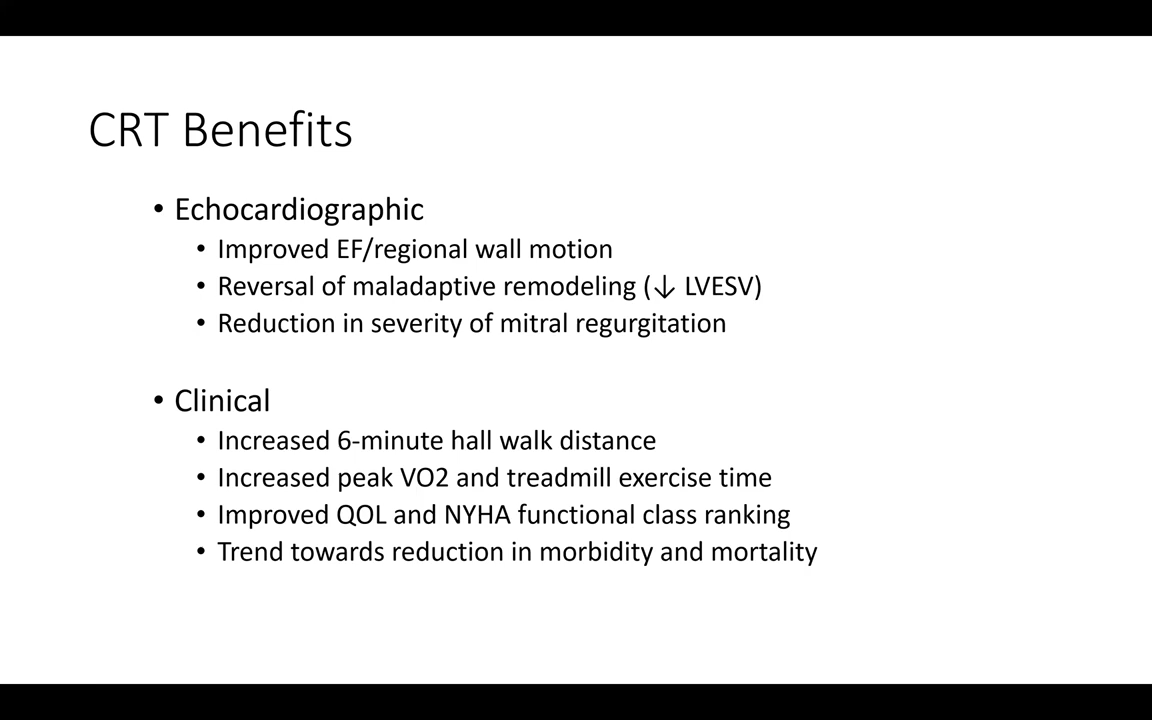 CRT Benefits
• Echocardiographic
• Improved EF/regional wall motion
• Reversal of maladaptive remodeling (↓ LVESV)
• Reduction in severity of mitral regurgitation
• Clinical
• Increased 6-minute hall walk distance
• Increased peak VO2 and treadmill exercise time
• Improved QOL and NYHA functional class ranking
• Trend towards reduction in morbidity and mortality